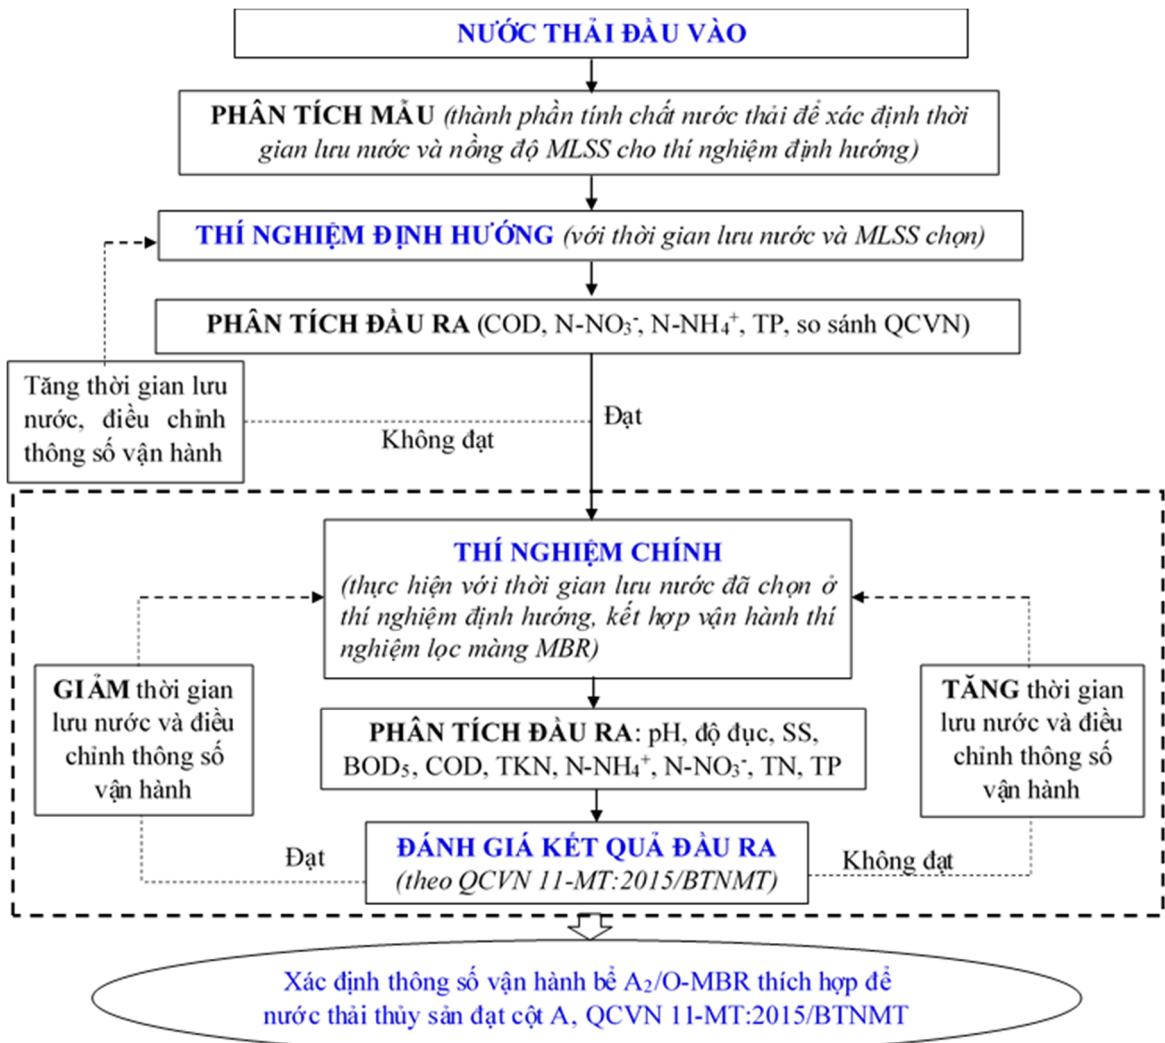 NƯỚC THẢI ĐẦU VÀO
PHÂN TÍCH MẪU (thành phần tính chất nước thải để xác định thời
gian lưu nước và nồng độ MLSS cho thí nghiệm định hướng)
THÍ NGHIỆM ĐỊNH HƯỚNG (với thời gian lưu nước và MLSS chọn)
PHÂN TÍCH ĐẦU RA (COD, N-NO₃⁻, N-NH₄⁺, TP, so sánh QCVN)
Tăng thời gian lưu
nước, điều chỉnh
thông số vận hành
Không đạt
Đạt
THÍ NGHIỆM CHÍNH
(thực hiện với thời gian lưu nước đã chọn ở
thí nghiệm định hướng, kết hợp vận hành thí
nghiệm lọc màng MBR)
GIẢM thời gian
lưu nước và điều
chỉnh thông số
vận hành
TĂNG thời gian
lưu nước và điều
chỉnh thông số
vận hành
PHÂN TÍCH ĐẦU RA: pH, độ đục, SS,
BOD₅, COD, TKN, N-NH₄⁺, N-NO₃⁻, TN, TP
ĐÁNH GIÁ KẾT QUẢ ĐẦU RA
(theo QCVN 11-MT:2015/BTNMT)
Đạt
Không đạt
Xác định thông số vận hành bể A₂/O-MBR thích hợp để
nước thải thủy sản đạt cột A, QCVN 11-MT:2015/BTNMT